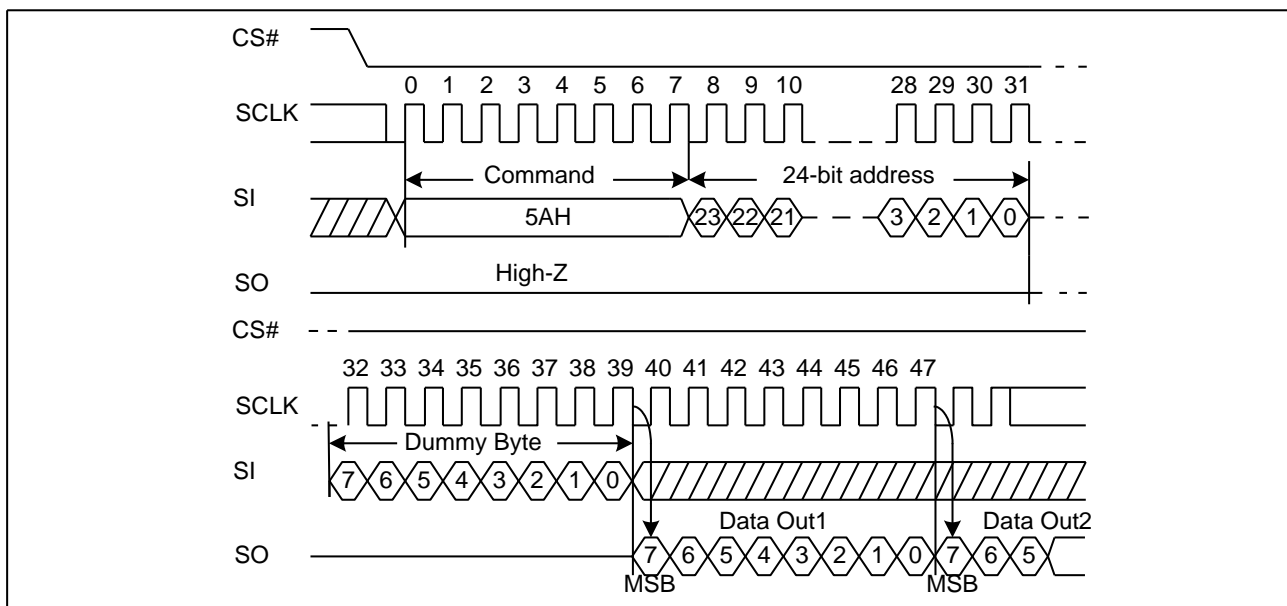 CS#
0 1 2 3 4 5 6 7 8 9 10 28 29 30 31
SCLK
Command 24-bit address
SI
5AH 23 22 21 3 2 1 0
High-Z
SO
CS#
32 33 34 35 36 37 38 39 40 41 42 43 44 45 46 47
SCLK
Dummy Byte
SI
7 6 5 4 3 2 1 0
Data Out1 Data Out2
SO 7 6 5 4 3 2 1 0 7 6 5
MSB MSB